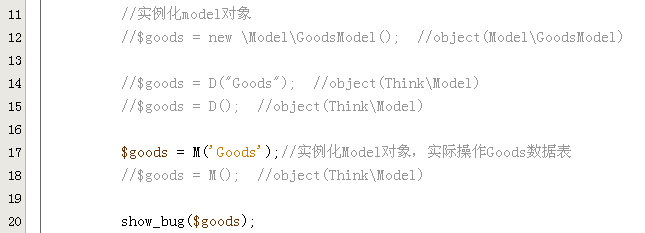 11 //实例化model对象
12 //$goods = new \Model\GoodsModel(); //object(Model\GoodsModel)
13
14 //$goods = D("Goods"); //object(Think\Model)
15 //$goods = D(); //object(Think\Model)
16
17 $goods = M('Goods');//实例化Model对象，实际操作Goods数据表
18 //$goods = M(); //object(Think\Model)
19
20 show_bug($goods);